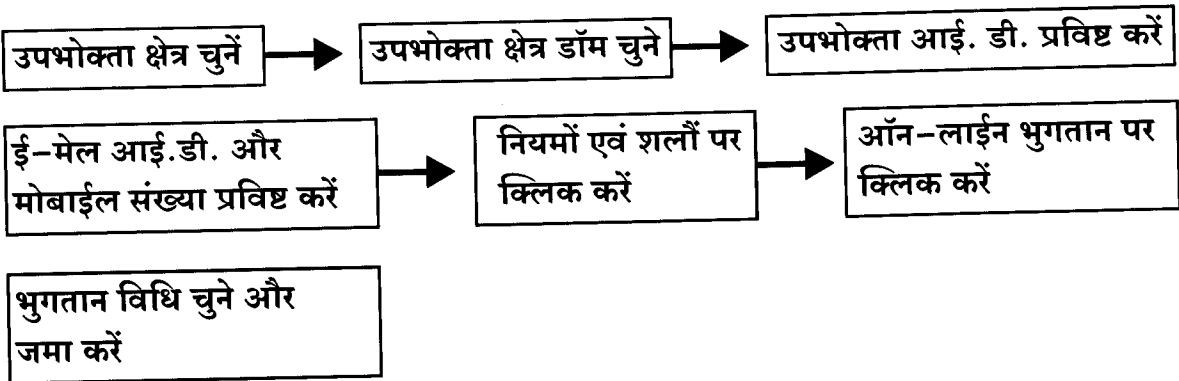 उपभोक्ता क्षेत्र चुनें
उपभोक्ता क्षेत्र डॉम चुने
उपभोक्ता आई. डी. प्रविष्ट करें
ई-मेल आई.डी. और
मोबाईल संख्या प्रविष्ट करें
नियमों एवं शलौं पर
क्लिक करें
ऑन-लाईन भुगतान पर
क्लिक करें
भुगतान विधि चुने और
जमा करें